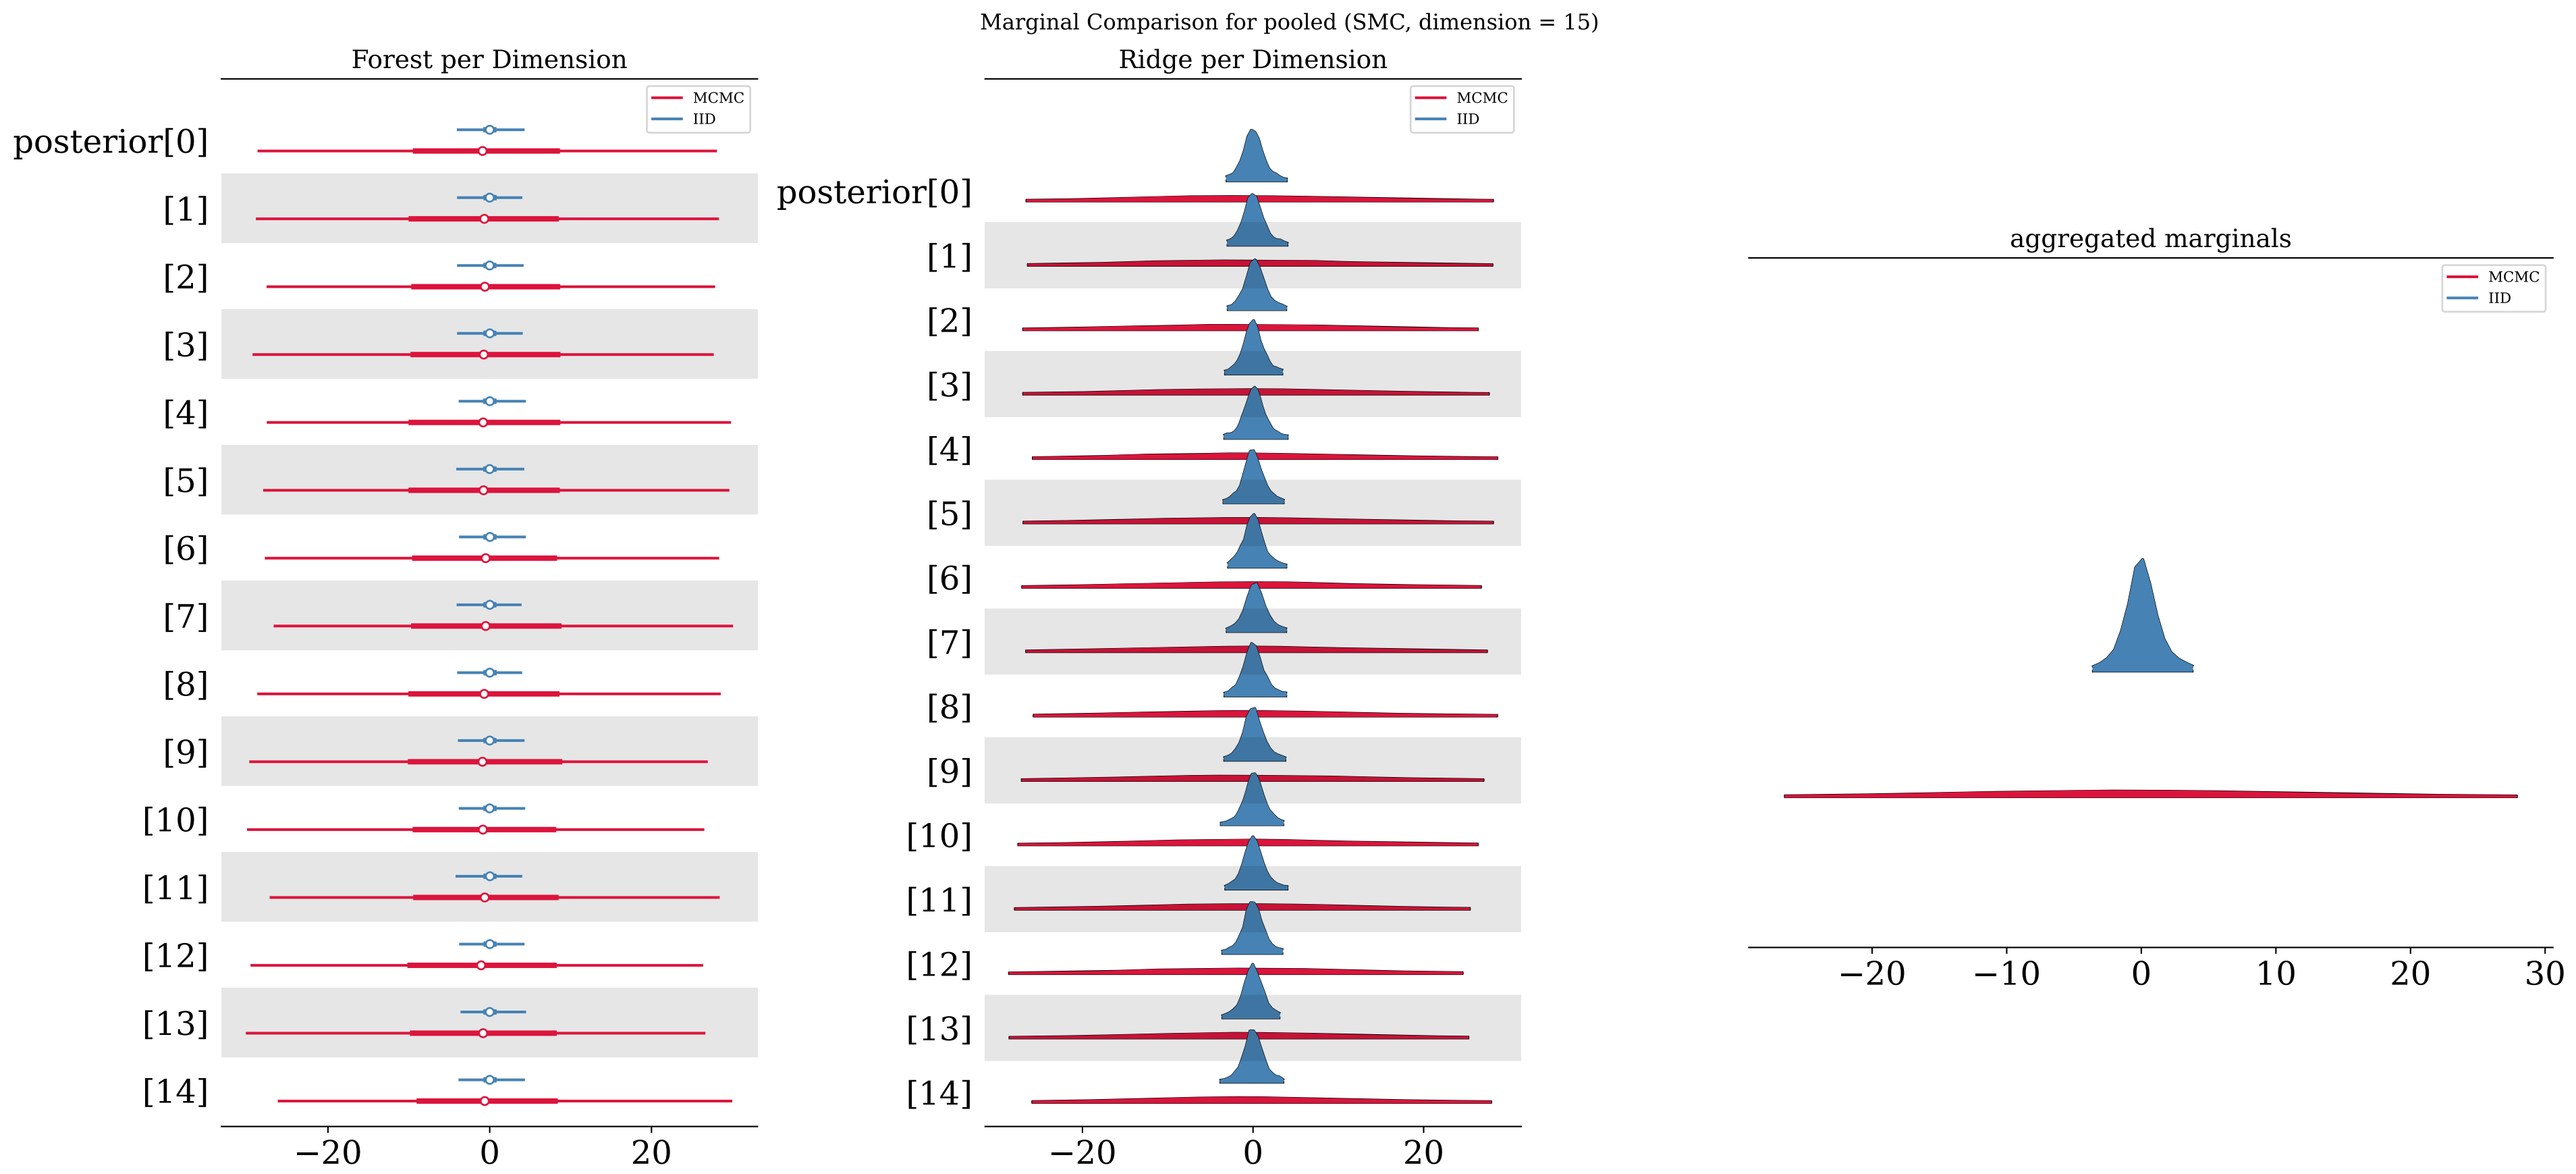 Marginal Comparison for pooled (SMC, dimension = 15)
Forest per Dimension
MCMC
IID
posterior[0]
[1]
[2]
[3]
[4]
[5]
[6]
[7]
[8]
[9]
[10]
[11]
[12]
[13]
[14]
−20 0 20
Ridge per Dimension
MCMC
IID
posterior[0]
[1]
[2]
[3]
[4]
[5]
[6]
[7]
[8]
[9]
[10]
[11]
[12]
[13]
[14]
−20 0 20
aggregated marginals
MCMC
IID
−20 −10 0 10 20 30